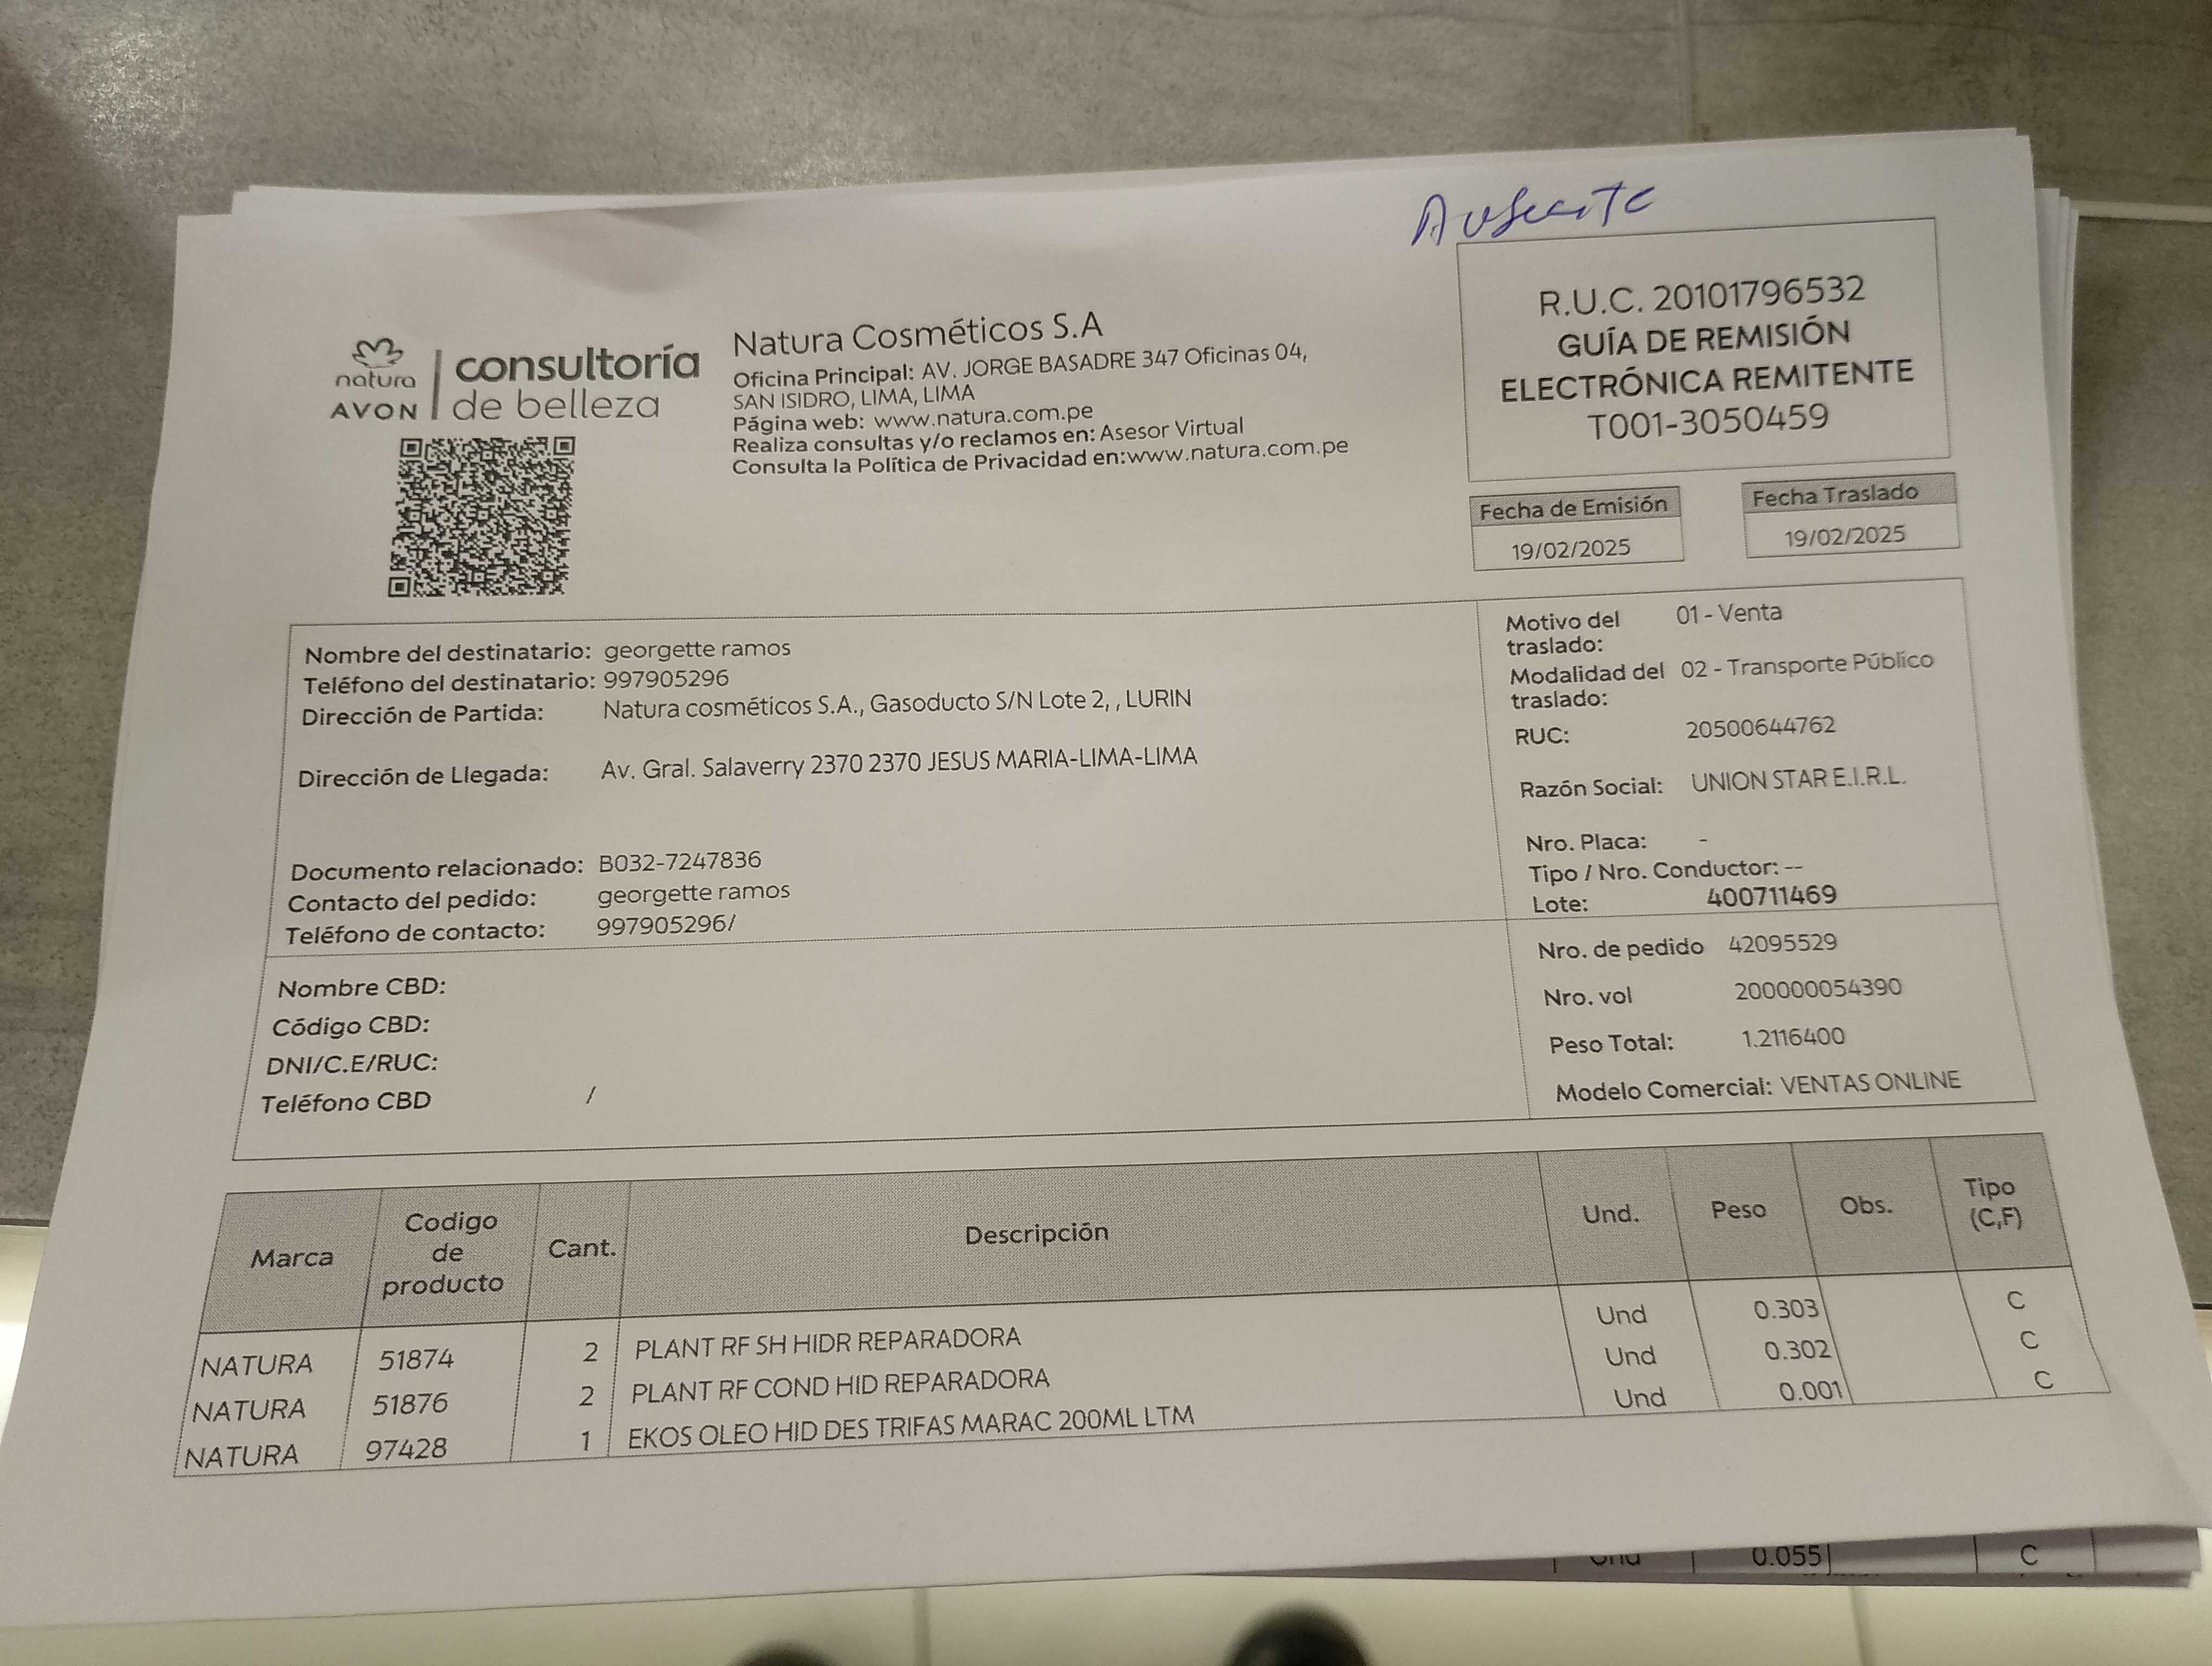 Ausente
natura
AVON
consultoría
de belleza
Natura Cosméticos S.A
Oficina Principal: AV. JORGE BASADRE 347 Oficinas 04,
SAN ISIDRO, LIMA, LIMA
Página web: www.natura.com.pe
Realiza consultas y/o reclamos en: Asesor Virtual
Consulta la Política de Privacidad en:www.natura.com.pe
R.U.C. 20101796532
GUÍA DE REMISIÓN
ELECTRÓNICA REMITENTE
T001-3050459
Fecha de Emisión
19/02/2025
Fecha Traslado
19/02/2025
Nombre del destinatario: georgette ramos
Teléfono del destinatario: 997905296
Dirección de Partida: Natura cosméticos S.A., Gasoducto S/N Lote 2, , LURIN
Dirección de Llegada: Av. Gral. Salaverry 2370 2370 JESUS MARIA-LIMA-LIMA
Documento relacionado: B032-7247836
Contacto del pedido: georgette ramos
Teléfono de contacto: 997905296/
Motivo del traslado: 01 - Venta
Modalidad del traslado: 02 - Transporte Público
RUC: 20500644762
Razón Social: UNION STAR E.I.R.L.
Nro. Placa: -
Tipo / Nro. Conductor: --
Lote: 400711469
Nombre CBD:
Código CBD:
DNI/C.E/RUC:
Teléfono CBD /
Nro. de pedido 42095529
Nro. vol 200000054390
Peso Total: 1.2116400
Modelo Comercial: VENTAS ONLINE
Marca Codigo de producto Cant. Descripción Und. Peso Obs. Tipo (C,F)
NATURA 51874 2 PLANT RF SH HIDR REPARADORA Und 0.303 C
NATURA 51876 2 PLANT RF COND HID REPARADORA Und 0.302 C
NATURA 97428 1 EKOS OLEO HID DES TRIFAS MARAC 200ML LTM Und 0.001 C
Und 0.055 C